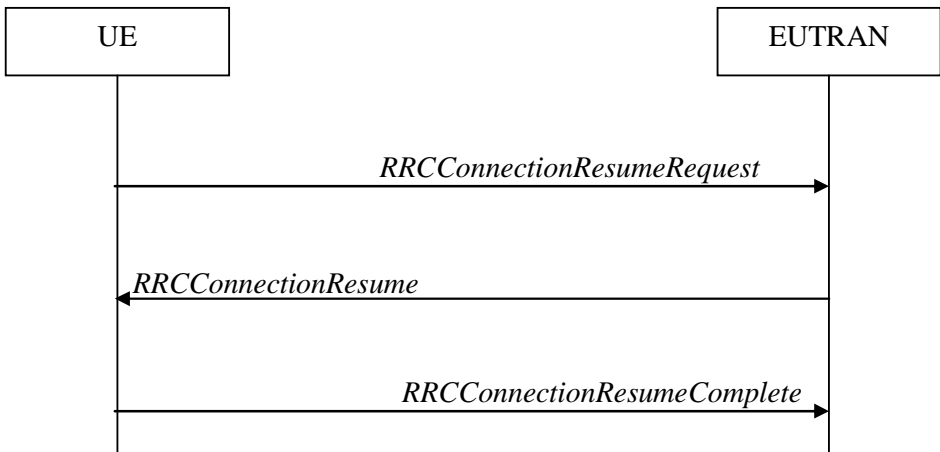 UE
EUTRAN
RRCConnectionResumeRequest
RRCConnectionResume
RRCConnectionResumeComplete